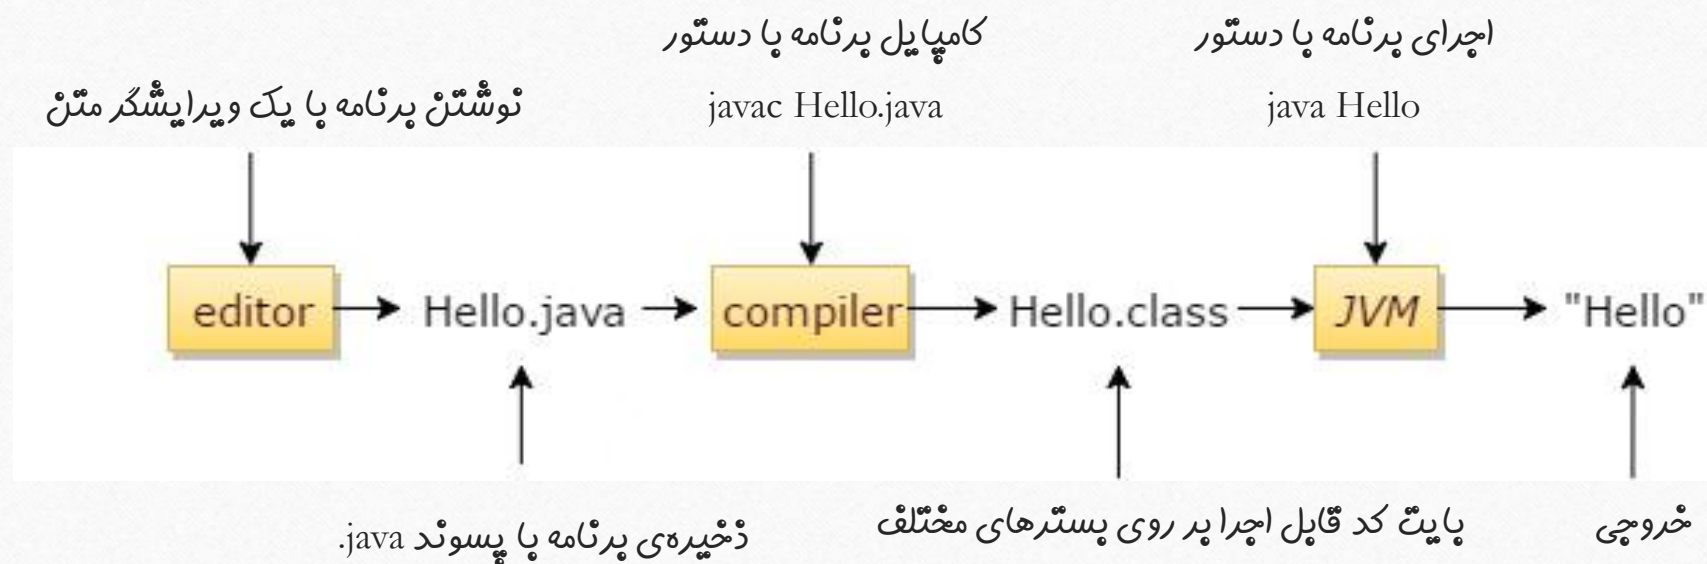 کامپایل برنامه با دستور
اجرای برنامه با دستور
نوشتن برنامه با یک ویرایشگر متن
javac Hello.java
java Hello
editor
Hello.java
compiler
Hello.class
JVM
"Hello"
ذخیره‌ی برنامه با پسوند java.
بایت کد قابل اجرا بر روی بسترهای مختلف
خروجی